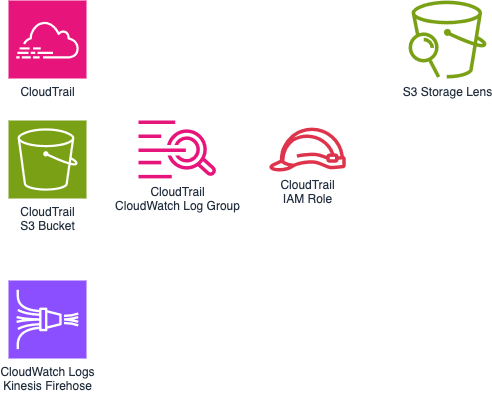 CloudTrail
S3 Storage Lens
CloudTrail
S3 Bucket
CloudTrail
CloudWatch Log Group
CloudTrail
IAM Role
CloudWatch Logs
Kinesis Firehose